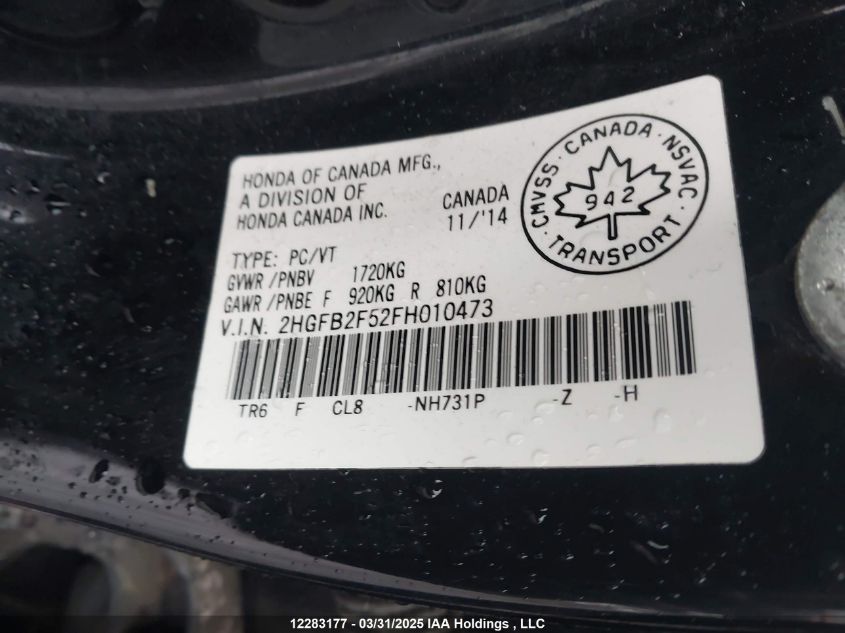 HONDA OF CANADA MFG.,
A DIVISION OF
HONDA CANADA INC.
CANADA
11/'14
CMVSS · CANADA · NSVAC
942
· TRANSPORT ·
TYPE: PC/VT
GVWR /PNBV 1720KG
GAWR /PNBE F 920KG R 810KG
V.I.N. 2HGFB2F52FH010473
TR6 F CL8 -NH731P -Z -H
12283177 - 03/31/2025 IAA Holdings, LLC